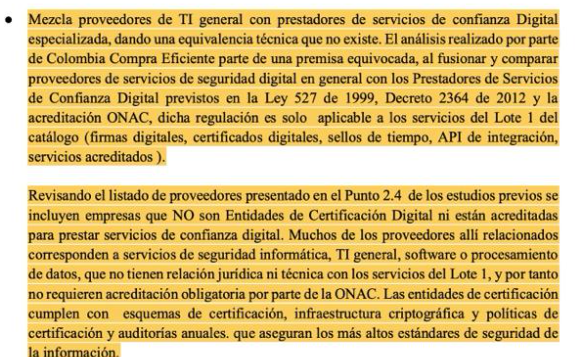 • Mezcla proveedores de TI general con prestadores de servicios de confianza Digital
especializada, dando una equivalencia técnica que no existe. El análisis realizado por parte
de Colombia Compra Eficiente parte de una premisa equivocada, al fusionar y comparar
proveedores de servicios de seguridad digital en general con los Prestadores de Servicios
de Confianza Digital previstos en la Ley 527 de 1999, Decreto 2364 de 2012 y la
acreditación ONAC, dicha regulación es solo aplicable a los servicios del Lote 1 del
catálogo (firmas digitales, certificados digitales, sellos de tiempo, API de integración,
servicios acreditados ).
Revisando el listado de proveedores presentado en el Punto 2.4 de los estudios previos se
incluyen empresas que NO son Entidades de Certificación Digital ni están acreditadas
para prestar servicios de confianza digital. Muchos de los proveedores allí relacionados
corresponden a servicios de seguridad informática, TI general, software o procesamiento
de datos, que no tienen relación jurídica ni técnica con los servicios del Lote 1, y por tanto
no requieren acreditación obligatoria por parte de la ONAC. Las entidades de certificación
cumplen con esquemas de certificación, infraestructura criptográfica y políticas de
certificación y auditorías anuales. que aseguran los más altos estándares de seguridad de
la información.